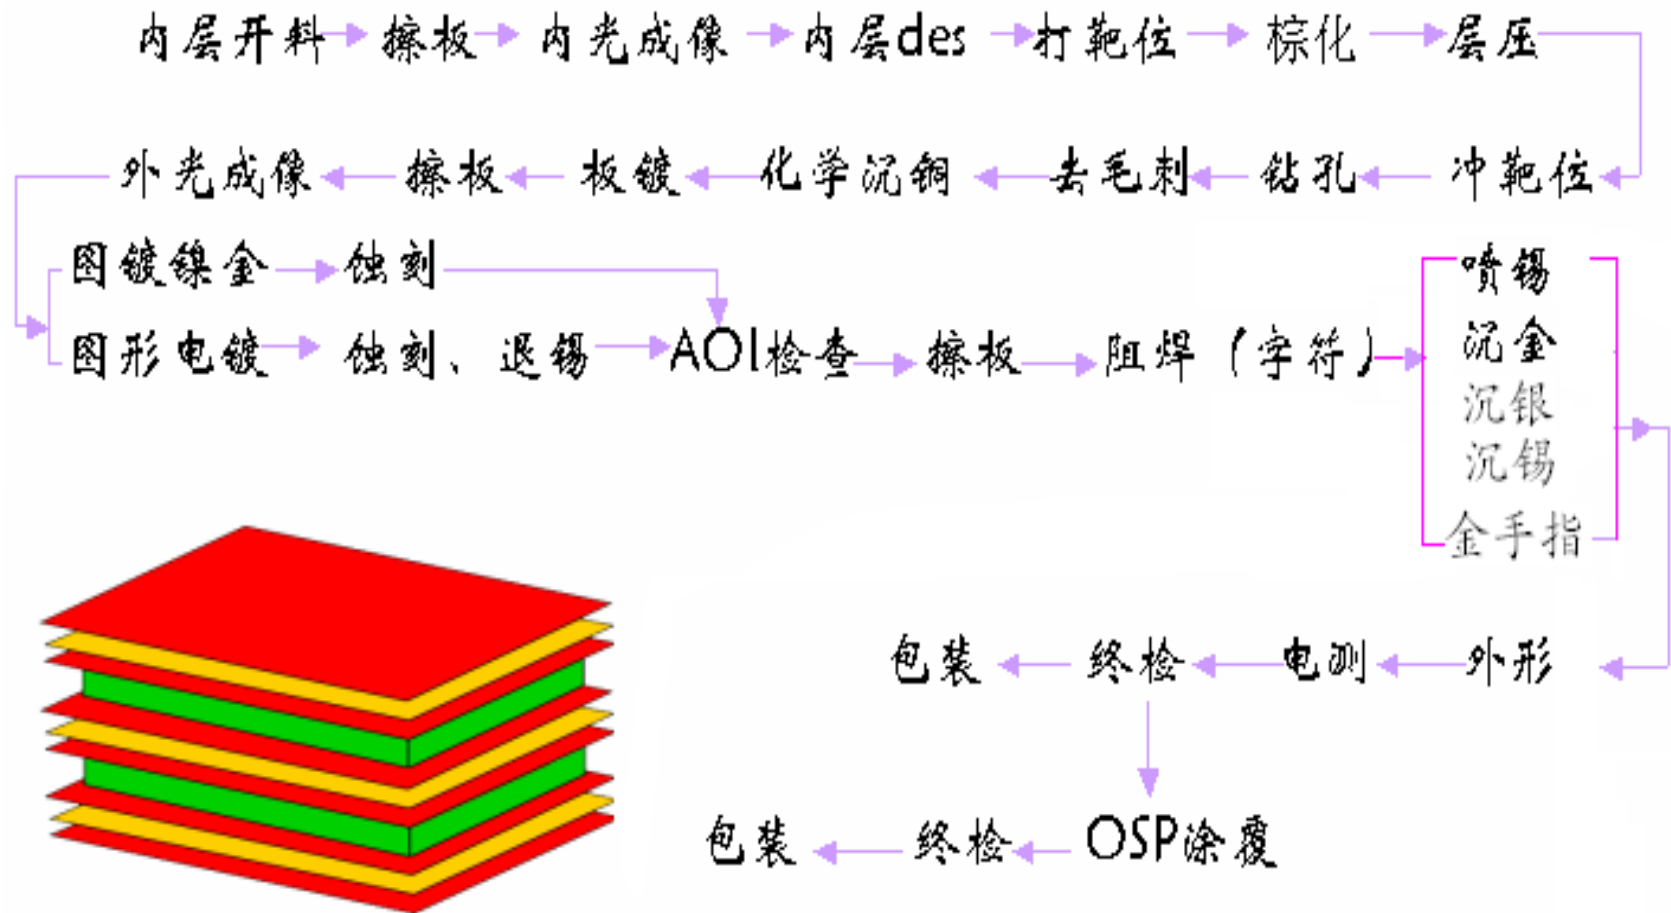 内层开料 擦板 内光成像 内层des 打靶位 棕化 层压
外光成像 擦板 板镀 化学沉铜 去毛刺 钻孔 冲靶位
图镀镍金 蚀刻
喷锡
图形电镀 蚀刻、退锡 AOI检查 擦板 阻焊（字符）
沉金
沉银
沉锡
金手指
包装 终检 电测 外形
包装 终检 OSP涂覆